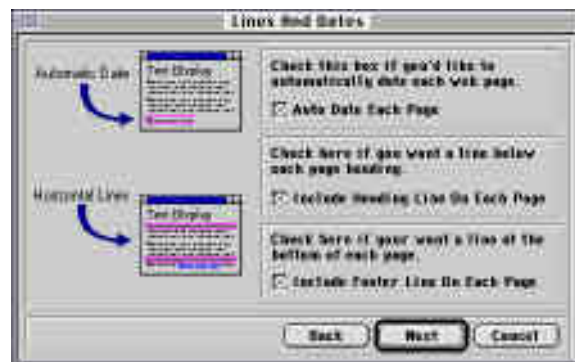 Lines And Dates
Automatic Date
Text Display
Check this box if you'd like to
automatically date each web page.
Auto Date Each Page
Check here if you want a line below
each page heading.
Horizontal Lines
Text Display
Include Heading Line On Each Page
Check here if your want a line at the
bottom of each page.
Include Footer Line On Each Page
Back
Next
Cancel